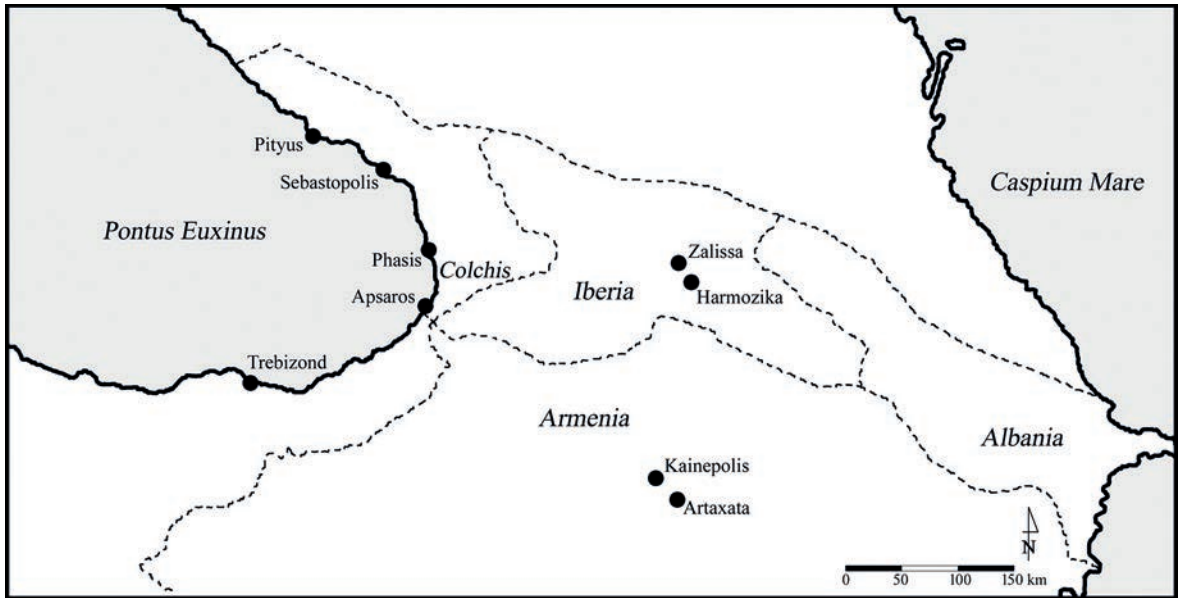 Pityus
Sebastopolis
Caspium Mare
Pontus Euxinus
Phasis
Colchis
Zalissa
Iberia
Harmozika
Apsaros
Trebizond
Armenia
Albania
Kainepolis
Artaxata
N
0 50 100 150 km